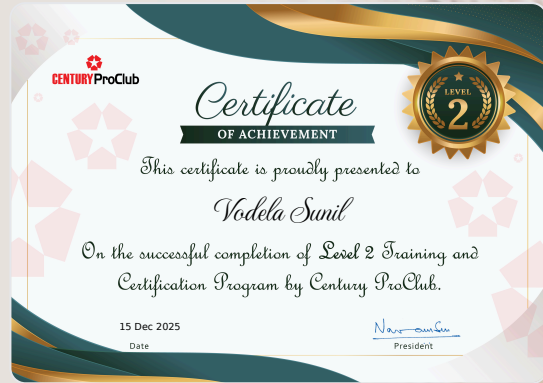 CENTURY ProClub
LEVEL
2
Certificate
OF ACHIEVEMENT
This certificate is proudly presented to
Vodela Sunil
On the successful completion of Level 2 Training and
Certification Program by Century ProClub.
15 Dec 2025
Date
President